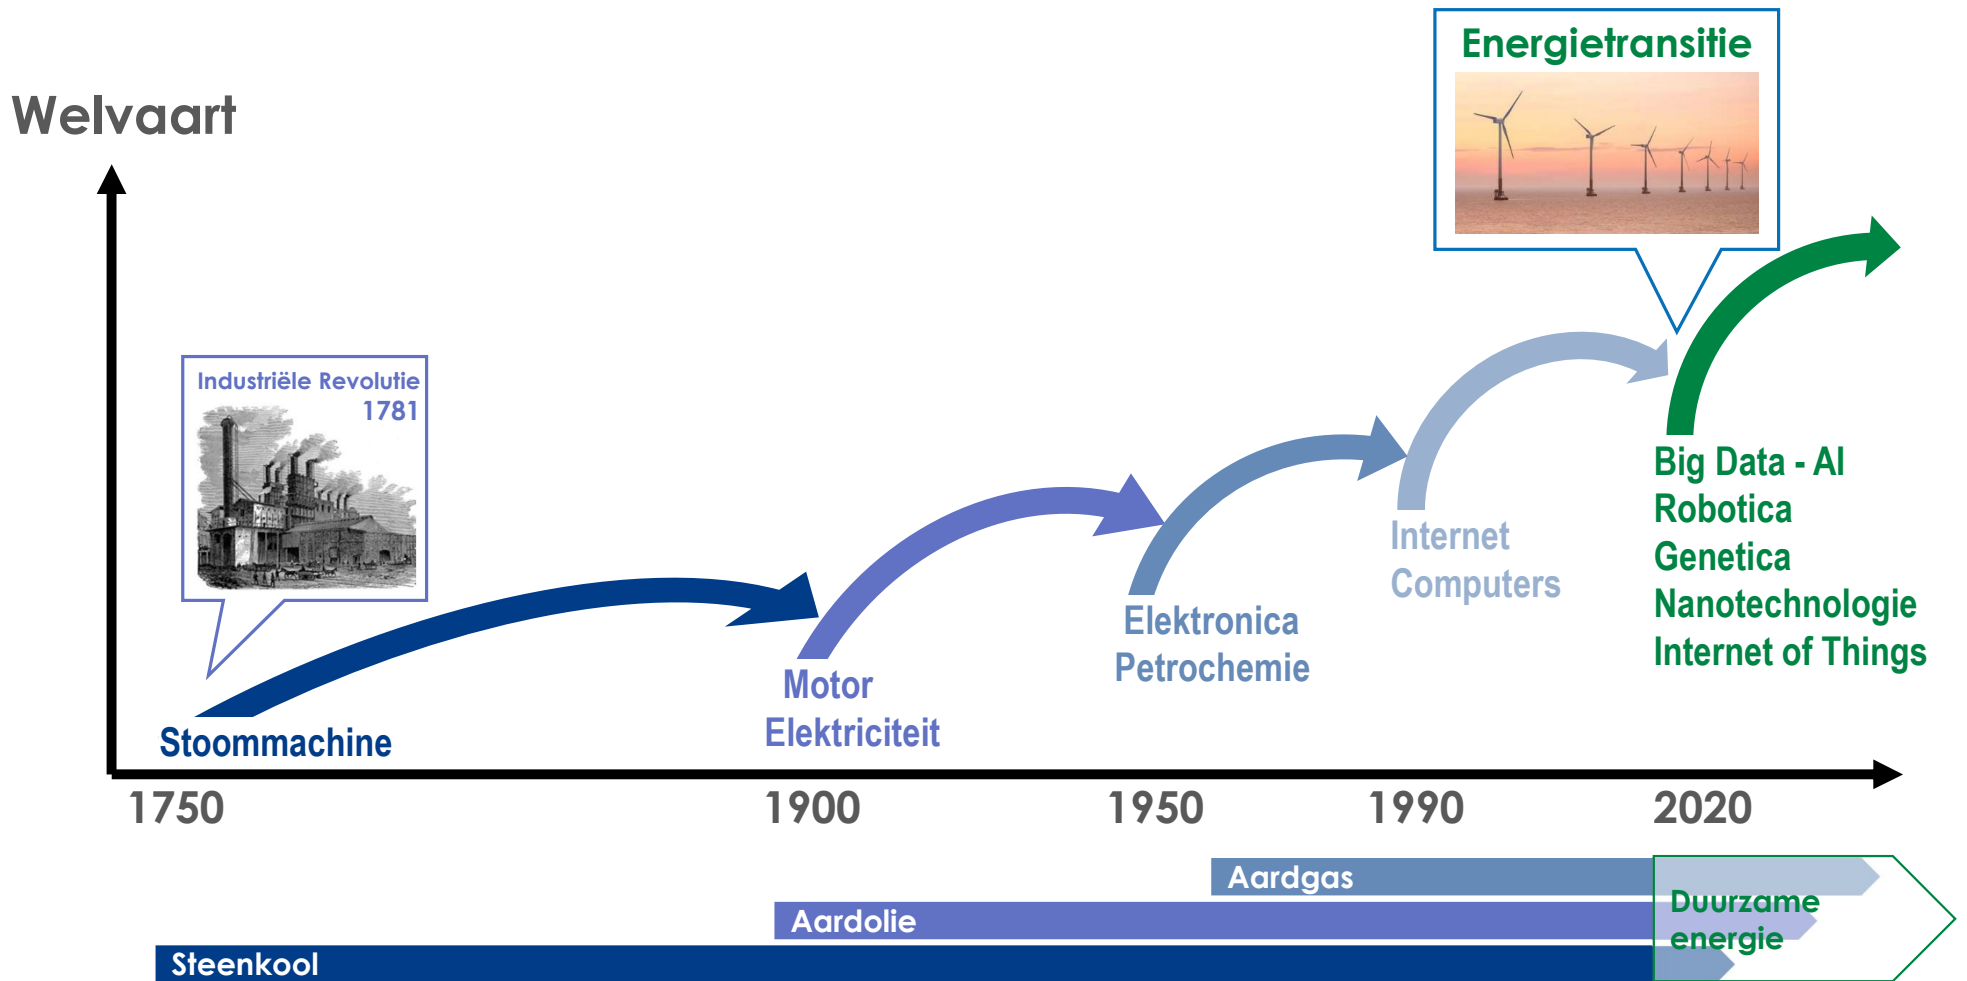 Energietransitie
Welvaart
Industriële Revolutie
1781
Big Data - AI
Robotica
Genetica
Nanotechnologie
Internet of Things
Internet
Computers
Elektronica
Petrochemie
Motor
Elektriciteit
Stoommachine
1750
1900
1950
1990
2020
Aardgas
Aardolie
Steenkool
Duurzame
energie